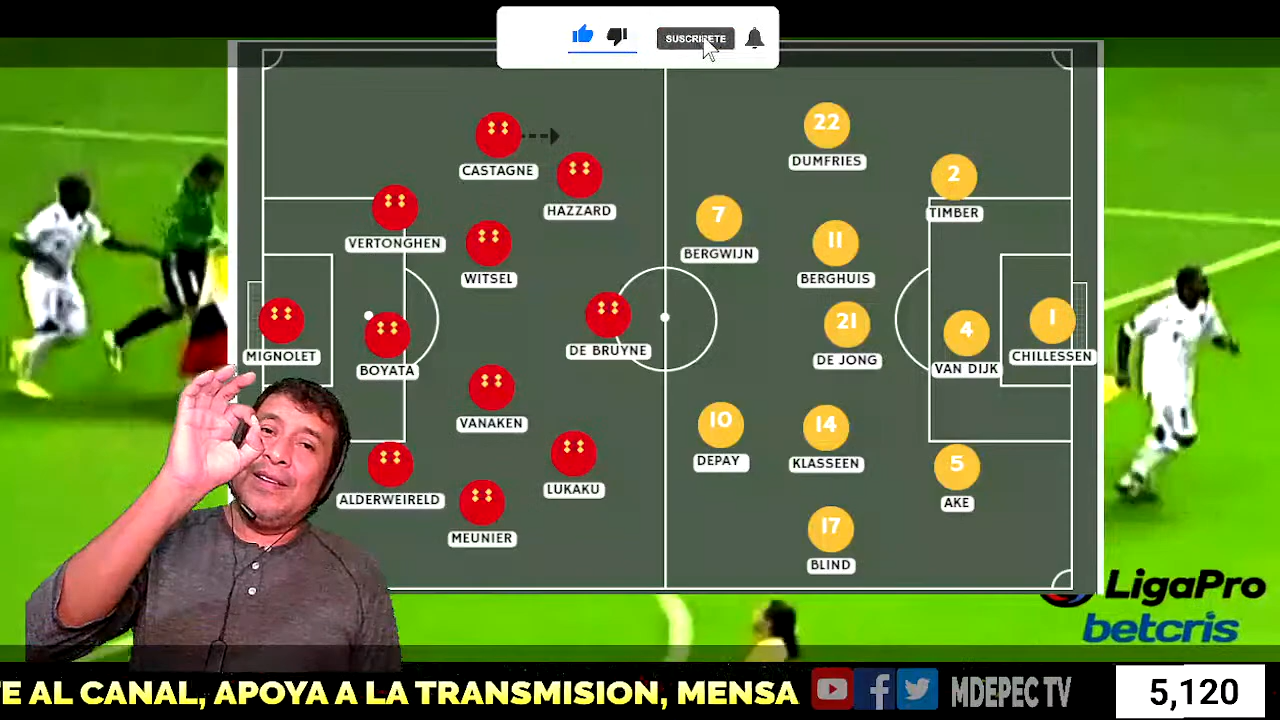 SUSCRIBETE
22
DUMFRIES
CASTAGNE
2
TIMBER
HAZZARD
7
BERGWIJN
VERTONGHEN
11
BERGHUIS
WITSEL
21
DE JONG
4
VAN DIJK
1
CHILLESSEN
MIGNOLET
DE BRUYNE
BOYATA
10
DEPAY
14
KLASSEEN
VANAKEN
5
AKE
LUKAKU
ALDERWEIRELD
MEUNIER
17
BLIND
LigaPro
betcris
TE AL CANAL, APOYA A LA TRANSMISION, MENSA
MDEPEC TV
5,120